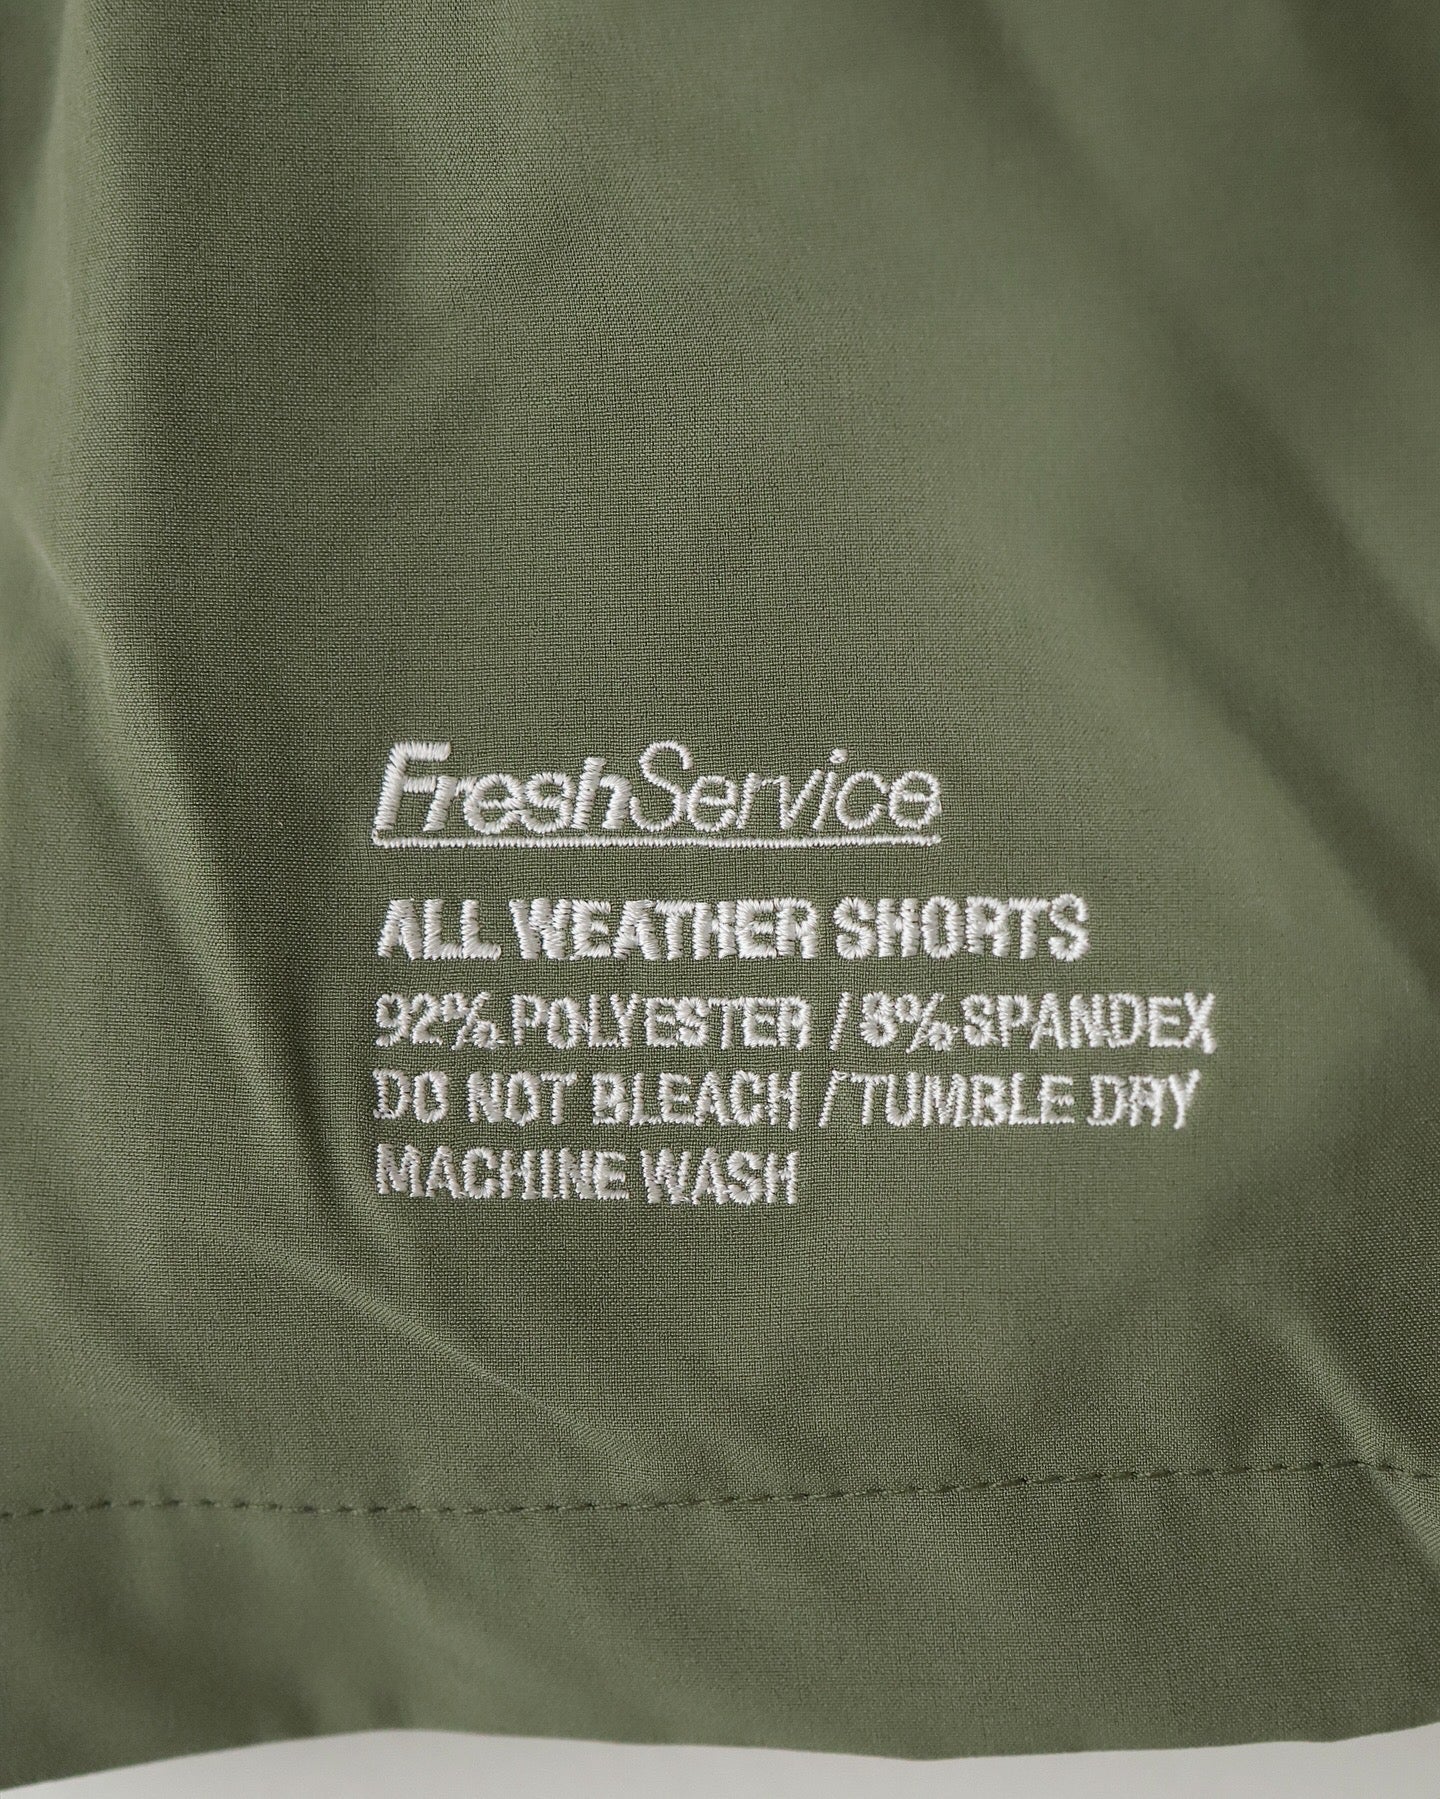 FreshService
ALL WEATHER SHORTS
92% POLYESTER / 8% SPANDEX
DO NOT BLEACH / TUMBLE DRY
MACHINE WASH